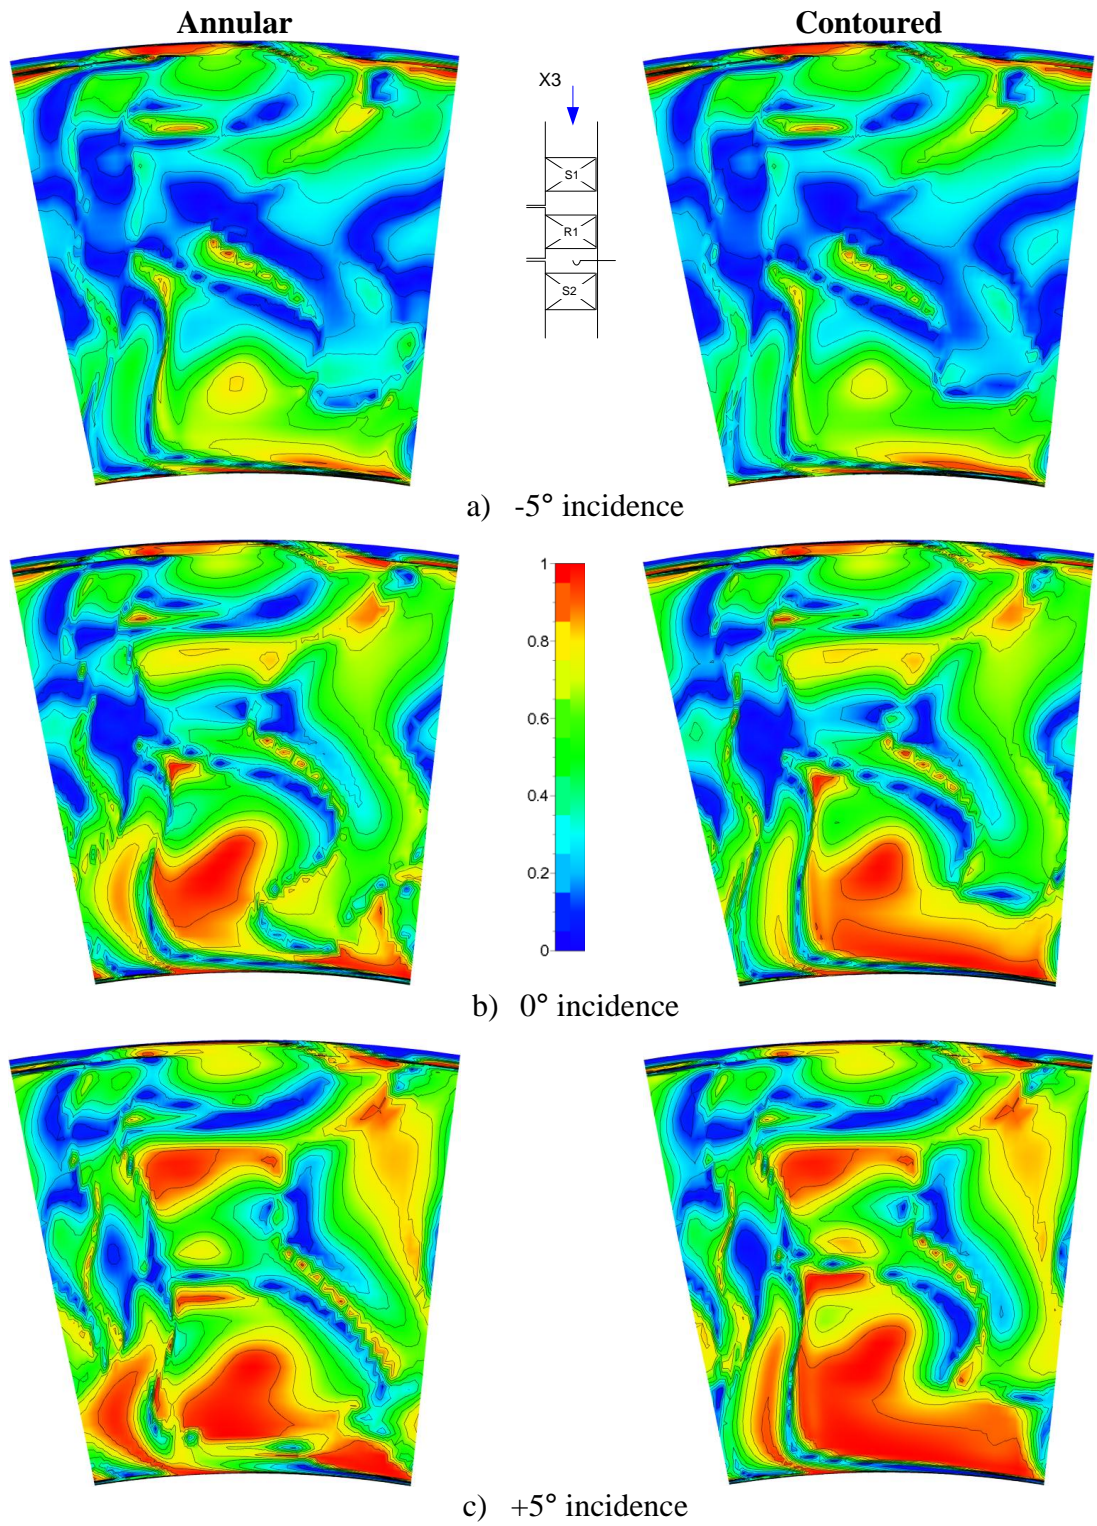 Annular Contoured
X3
S1
R1
S2
a) -5° incidence
1
0.8
0.6
0.4
0.2
0
b) 0° incidence
c) +5° incidence